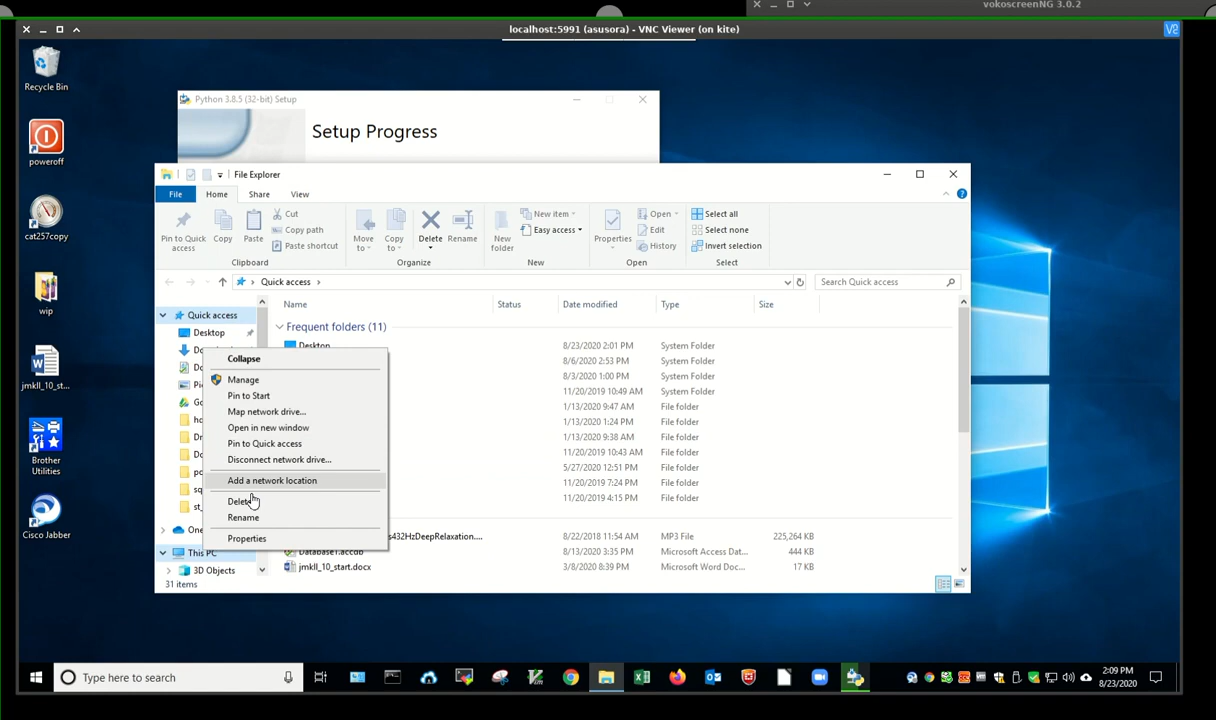 vokoscreenNG 3.0.2
localhost:5991 (asusora) - VNC Viewer (on kite)
Recycle Bin
poweroff
cat257copy
wip
jmkll_10_st...
Brother
Utilities
Cisco Jabber
Python 3.8.5 (32-bit) Setup
Setup Progress
File Explorer
File Home Share View
Pin to Quick
access
Copy
Paste
Cut
Copy path
Paste shortcut
Clipboard
Move
to
Copy
to
Delete
Rename
Organize
New
folder
New item
Easy access
New
Properties
Open
Edit
History
Open
Select all
Select none
Invert selection
Select
Quick access
Search Quick access
Name Status Date modified Type Size
Quick access
Desktop
This PC
3D Objects
31 items
Frequent folders (11)
Desktop 8/23/2020 2:01 PM System Folder
8/6/2020 2:53 PM System Folder
8/3/2020 1:00 PM System Folder
11/20/2019 10:49 AM System Folder
1/13/2020 9:47 AM File folder
1/13/2020 1:24 PM File folder
1/13/2020 9:38 AM File folder
11/20/2019 10:43 AM File folder
5/27/2020 12:51 PM File folder
11/20/2019 7:24 PM File folder
11/20/2019 4:15 PM File folder
s432HzDeepRelaxation.... 8/22/2018 11:54 AM MP3 File 225,264 KB
Database1.accdb 8/13/2020 3:35 PM Microsoft Access Dat... 444 KB
jmkll_10_start.docx 3/8/2020 8:39 PM Microsoft Word Doc... 17 KB
Collapse
Manage
Pin to Start
Map network drive...
Open in new window
Pin to Quick access
Disconnect network drive...
Add a network location
Delete
Rename
Properties
Type here to search
2:09 PM
8/23/2020